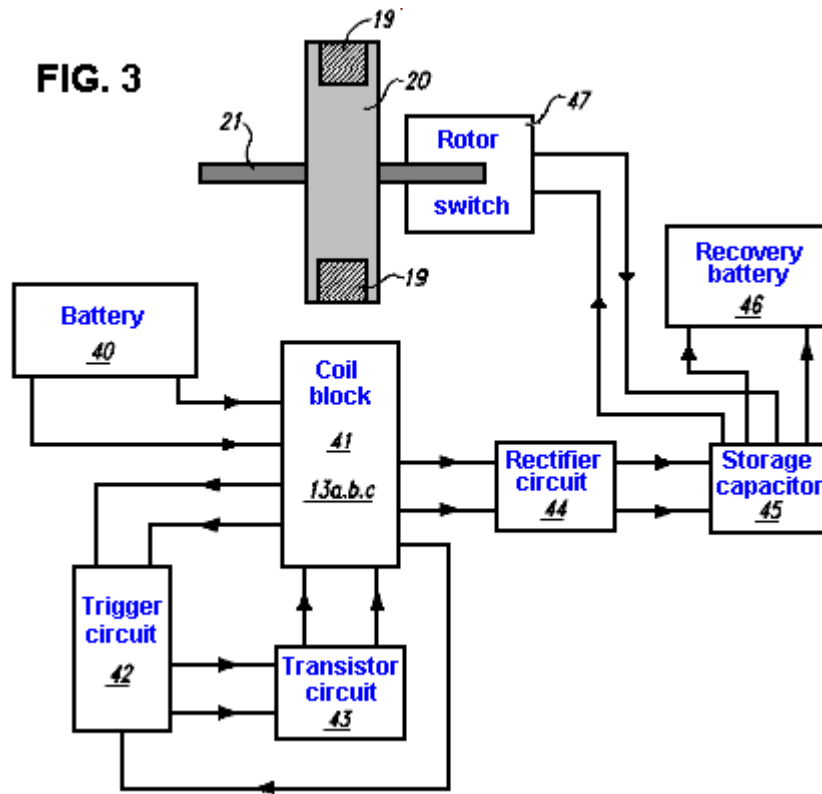 19
FIG. 3
20
47
21
Rotor
switch
19
Recovery
battery
46
Battery
40
Coil
block
41
13a.b.c
Rectifier
circuit
44
Storage
capacitor
45
Trigger
circuit
42
Transistor
circuit
43